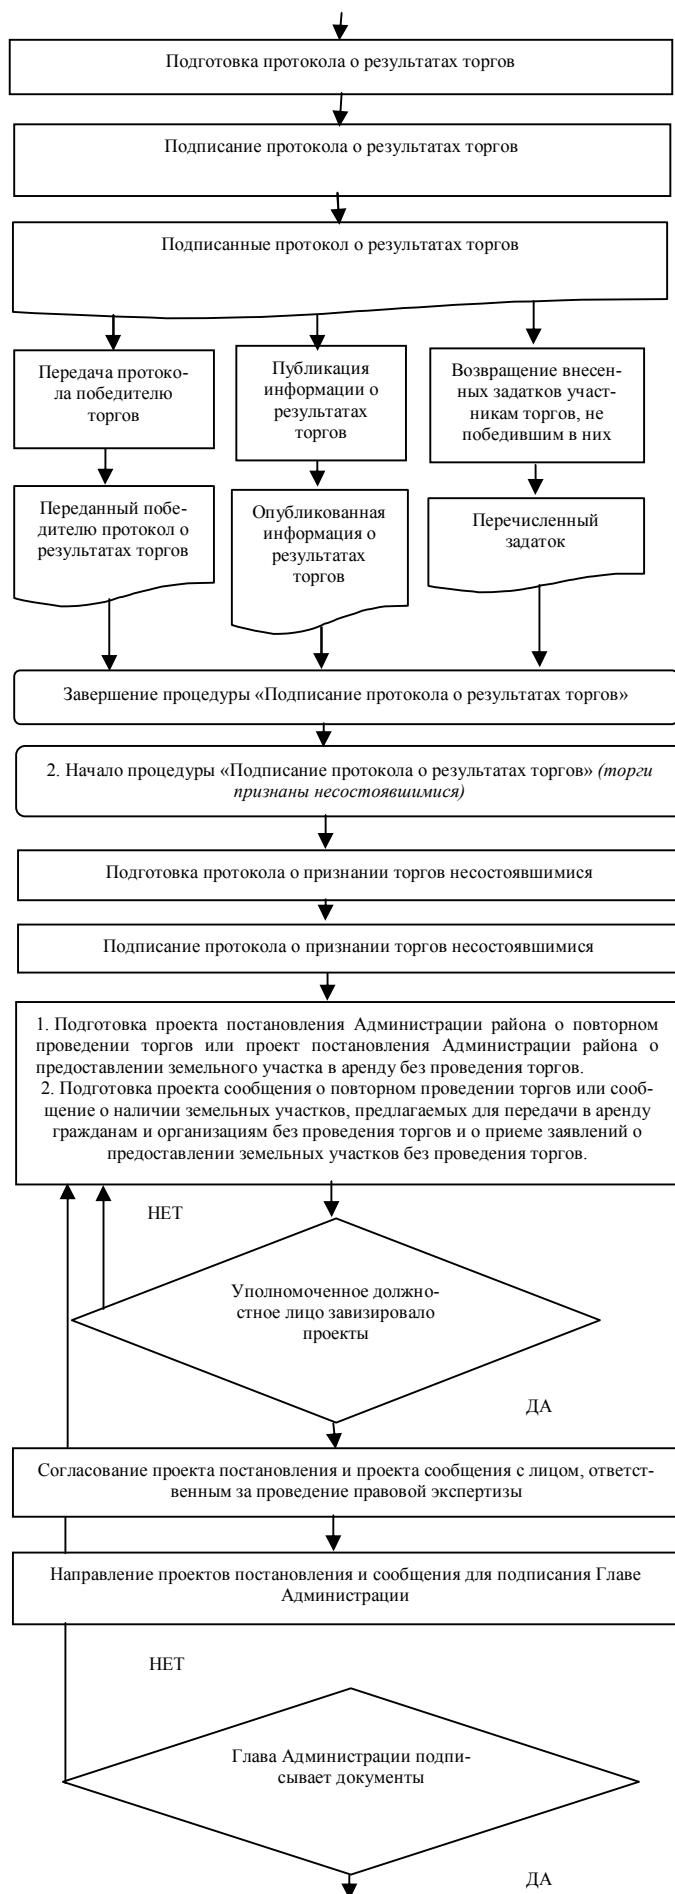 Подготовка протокола о результатах торгов
Подписание протокола о результатах торгов
Подписанные протокол о результатах торгов
Передача протоко-
ла победителю
торгов
Публикация
информации о
результатах
торгов
Возвращение внесен-
ных задатков участ-
никам торгов, не
победившим в них
Переданный побе-
дителю протокол о
результатах торгов
Опубликованная
информация о
результатах
торгов
Перечисленный
задаток
Завершение процедуры «Подписание протокола о результатах торгов»
2. Начало процедуры «Подписание протокола о результатах торгов» (торги
признаны несостоявшимися)
Подготовка протокола о признании торгов несостоявшимися
Подписание протокола о признании торгов несостоявшимися
1. Подготовка проекта постановления Администрации района о повторном
проведении торгов или проект постановления Администрации района о
предоставлении земельного участка в аренду без проведения торгов.
2. Подготовка проекта сообщения о повторном проведении торгов или сооб-
щение о наличии земельных участков, предлагаемых для передачи в аренду
гражданам и организациям без проведения торгов и о приеме заявлений о
предоставлении земельных участков без проведения торгов.
НЕТ
Уполномоченное должно-
стное лицо завизировало
проекты
ДА
Согласование проекта постановления и проекта сообщения с лицом, ответст-
венным за проведение правовой экспертизы
Направление проектов постановления и сообщения для подписания Главе
Администрации
НЕТ
Глава Администрации подпи-
сывает документы
ДА